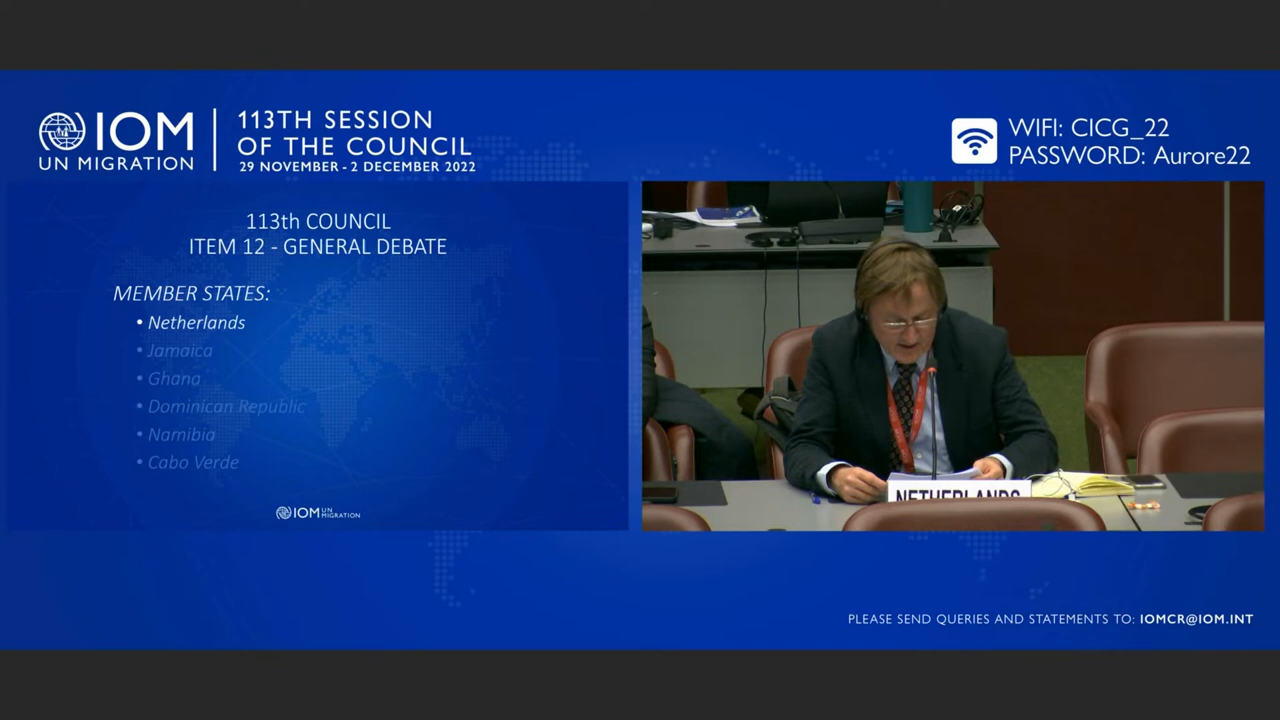 IOM
UN MIGRATION
113TH SESSION
OF THE COUNCIL
29 NOVEMBER - 2 DECEMBER 2022
WIFI: CICG_22
PASSWORD: Aurore22
113th COUNCIL
ITEM 12 - GENERAL DEBATE
MEMBER STATES:
• Netherlands
• Jamaica
• Ghana
• Dominican Republic
• Namibia
• Cabo Verde
IOM UN MIGRATION
NETHERLANDS
PLEASE SEND QUERIES AND STATEMENTS TO: IOMCR@IOM.INT